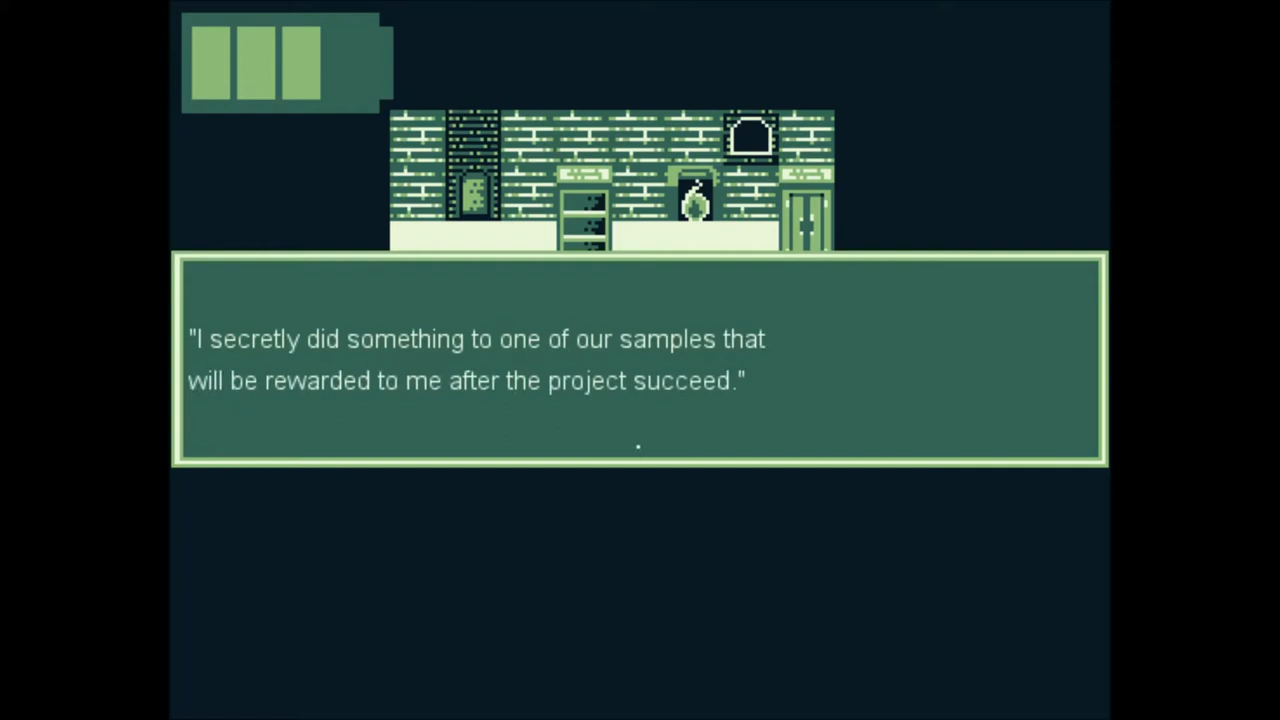 "I secretly did something to one of our samples that
will be rewarded to me after the project succeed."